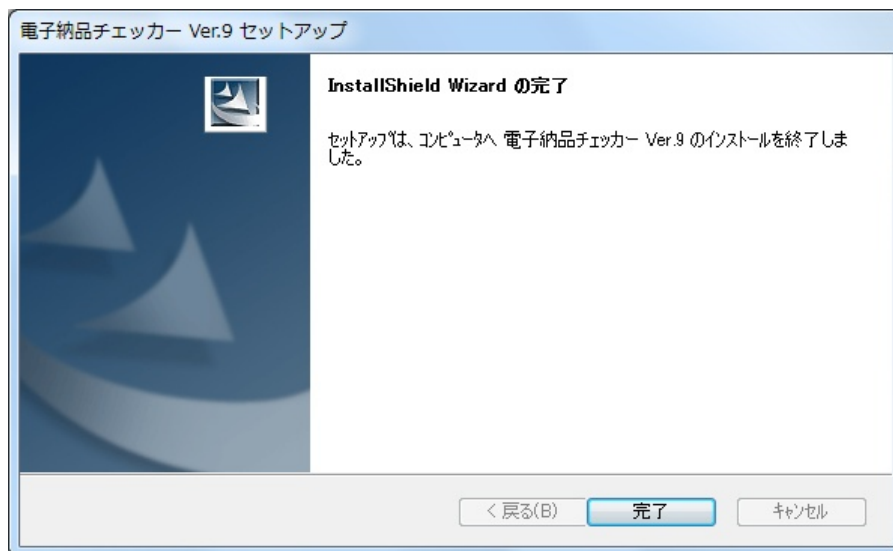 電子納品チェッカー Ver.9 セットアップ
InstallShield Wizard の完了
ｾｯﾄｱｯﾌﾟは、ｺﾝﾋﾟｭｰﾀへ 電子納品チェッカー Ver.9 のｲﾝｽﾄｰﾙを終了しま
した。
< 戻る(B)
完了
ｷｬﾝｾﾙ